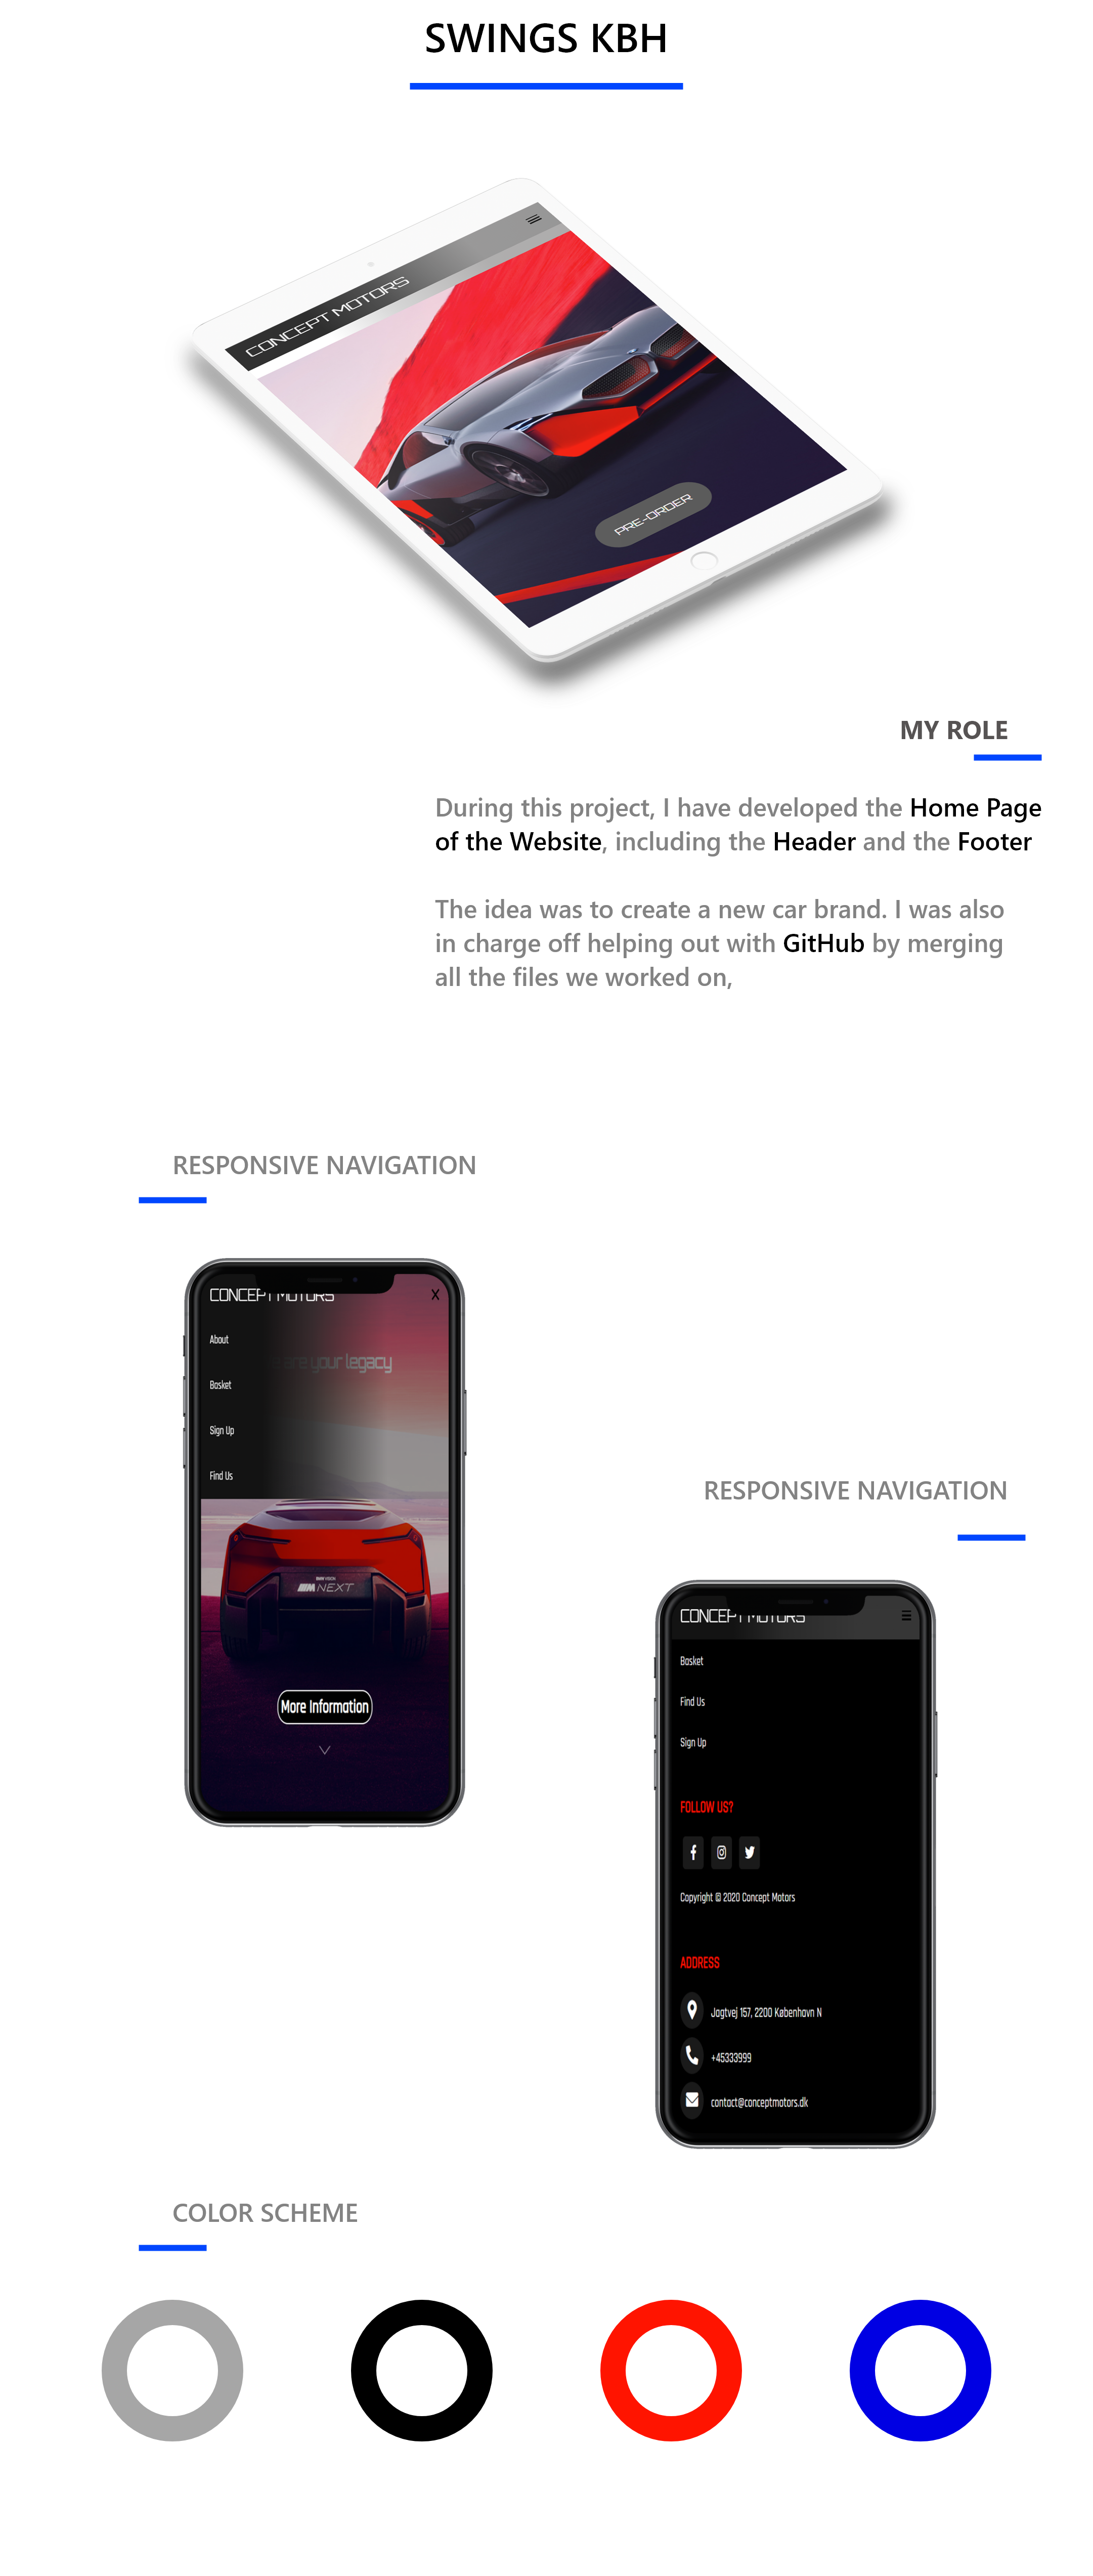 SWINGS KBH
CONCEPT MOTORS
PRE-ORDER
MY ROLE
During this project, I have developed the Home Page
of the Website, including the Header and the Footer
The idea was to create a new car brand. I was also
in charge off helping out with GitHub by merging
all the files we worked on,
RESPONSIVE NAVIGATION
CONCEPT MOTORS X
About
are your legacy
Basket
Sign Up
Find Us
NEXT
More Information
RESPONSIVE NAVIGATION
CONCEPT MOTORS
Basket
Find Us
Sign Up
FOLLOW US?
Copyright © 2020 Concept Motors
ADDRESS
Jagtvej 157, 2200 København N
+45333999
contact@conceptmotors.dk
COLOR SCHEME